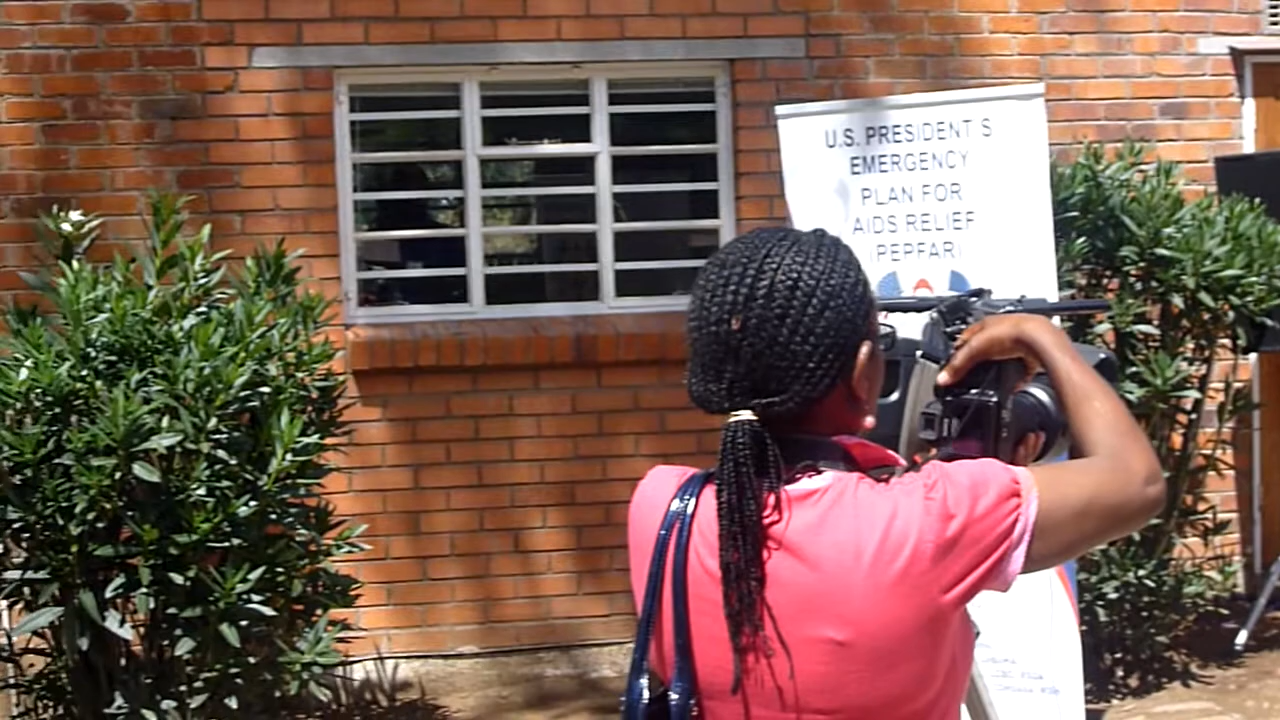 U.S. PRESIDENT S
EMERGENCY
PLAN FOR
AIDS RELIEF
(PEPFAR)